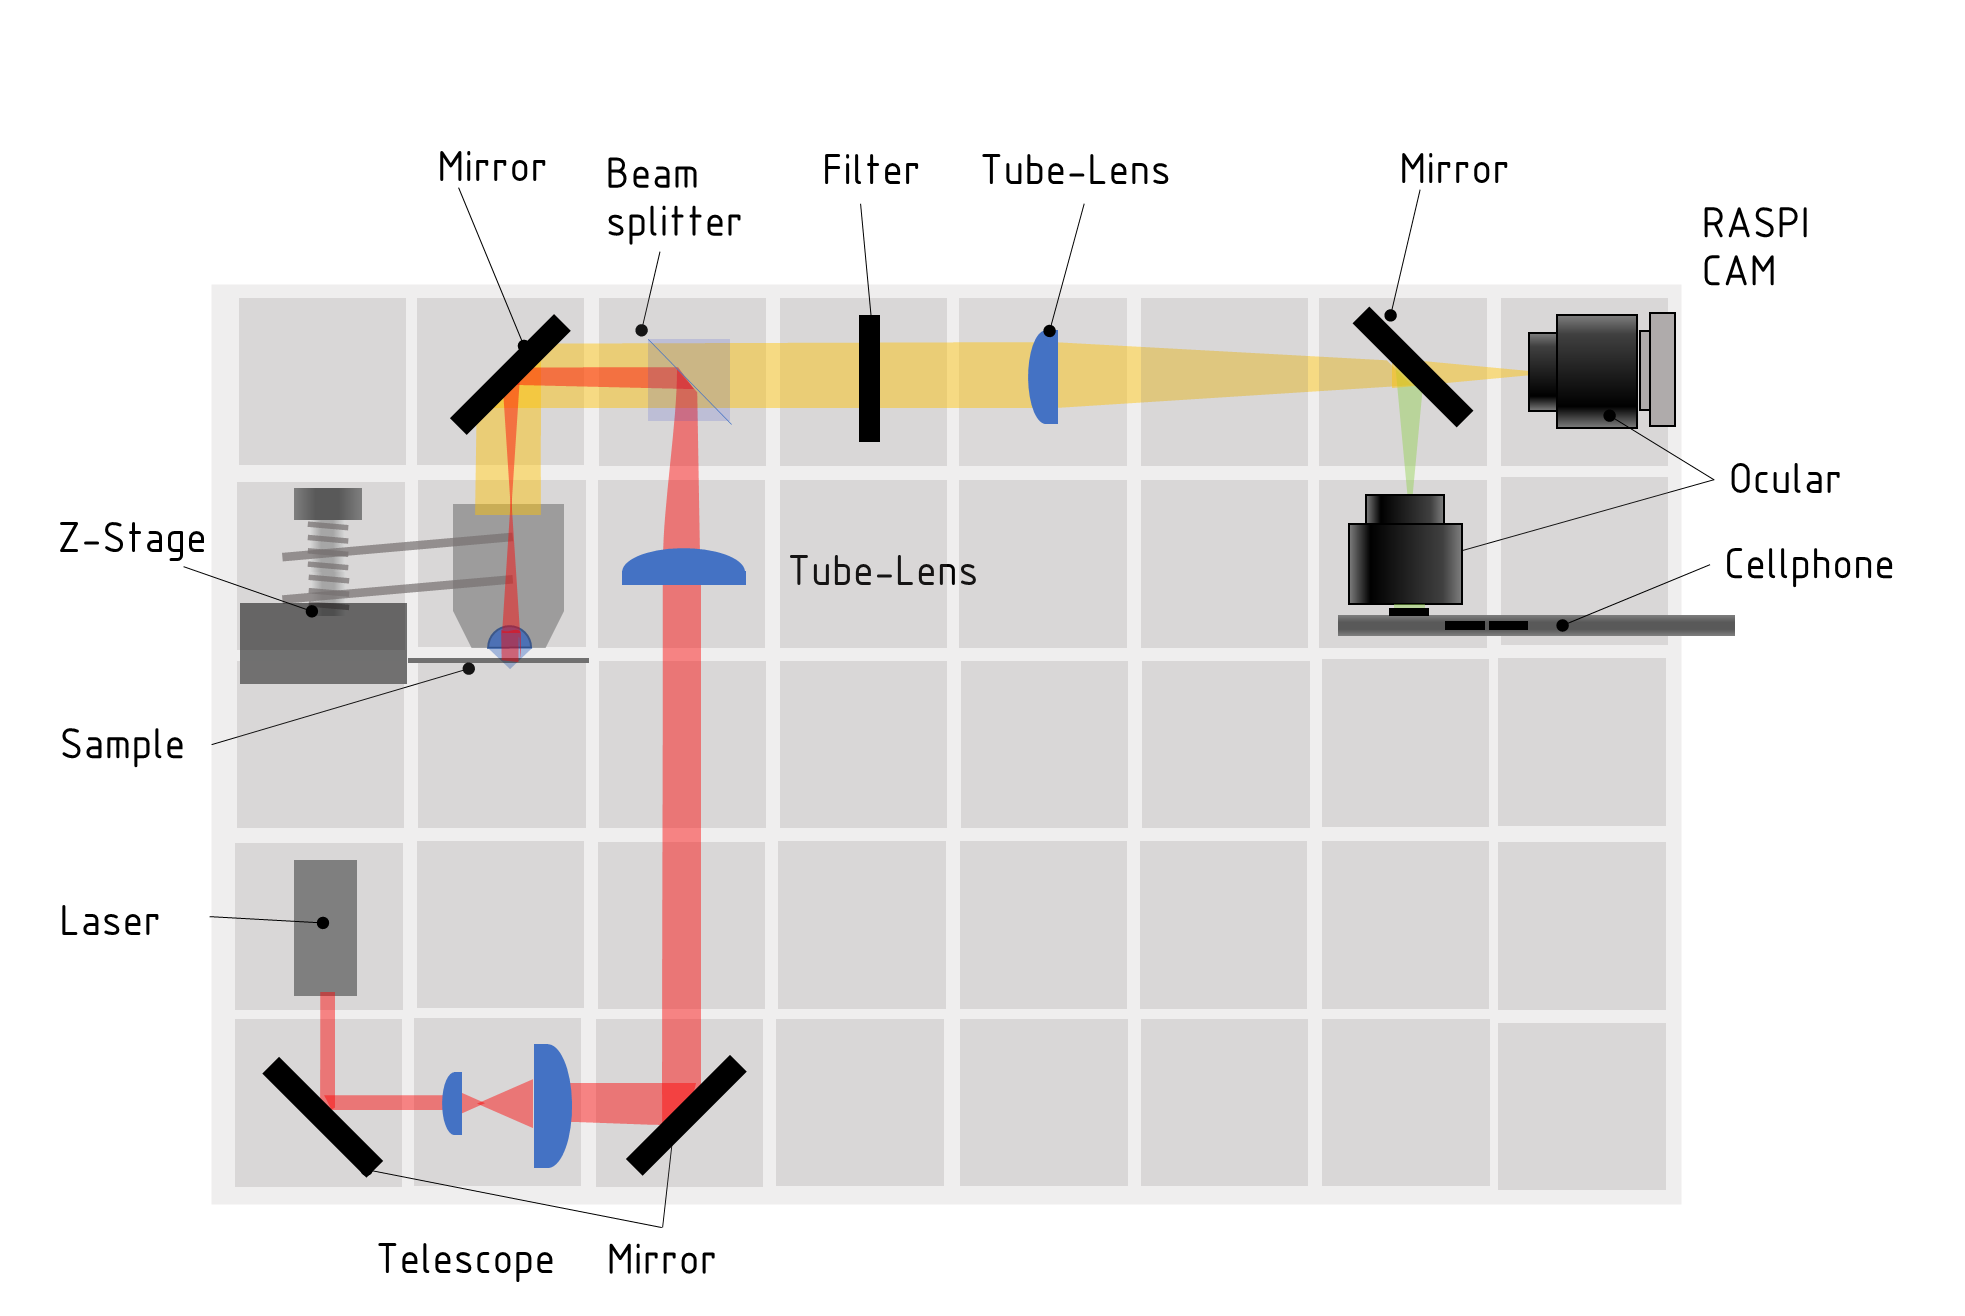 Mirror
Beam
splitter
Filter
Tube-Lens
Mirror
RASPI
CAM
Ocular
Z-Stage
Tube-Lens
Cellphone
Sample
Laser
Telescope
Mirror